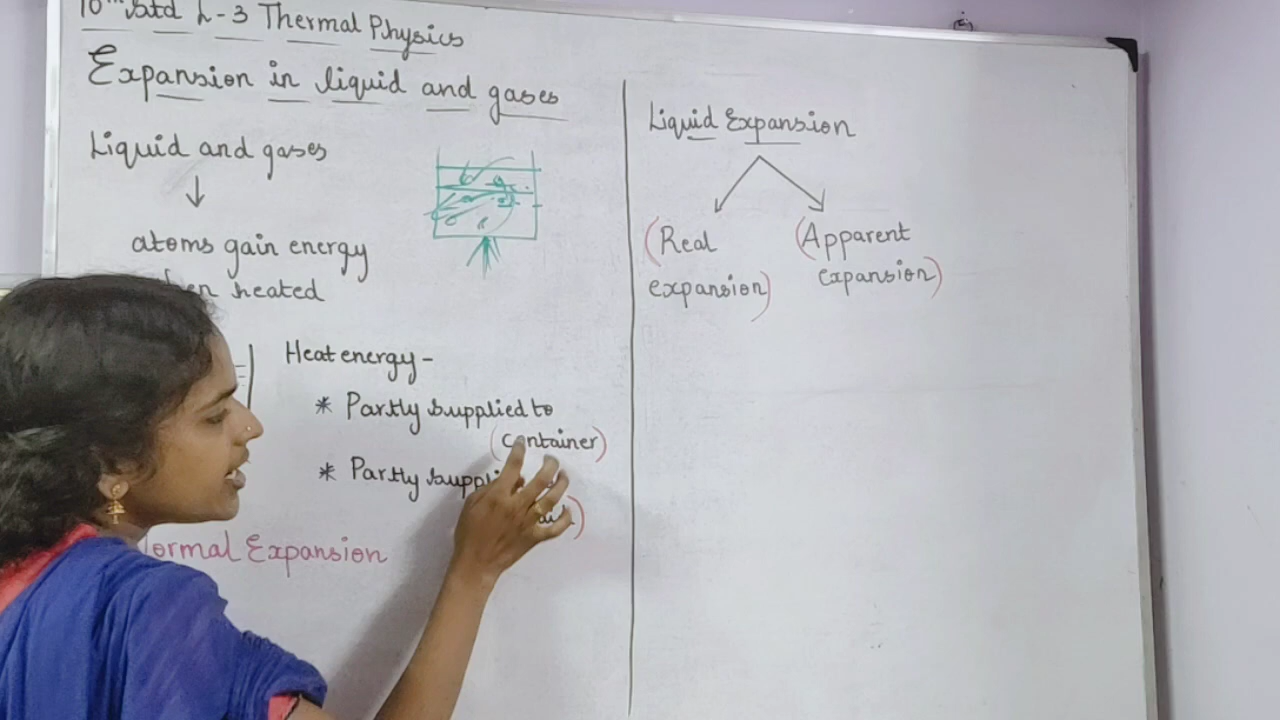 10th Std L-3 Thermal Physics
Expansion in liquid and gases
Liquid and gases
atoms gain energy
heated
Heat energy -
* Partly supplied to
(container)
* Partly
Expansion
Liquid Expansion
(Real
expansion)
(Apparent
expansion)